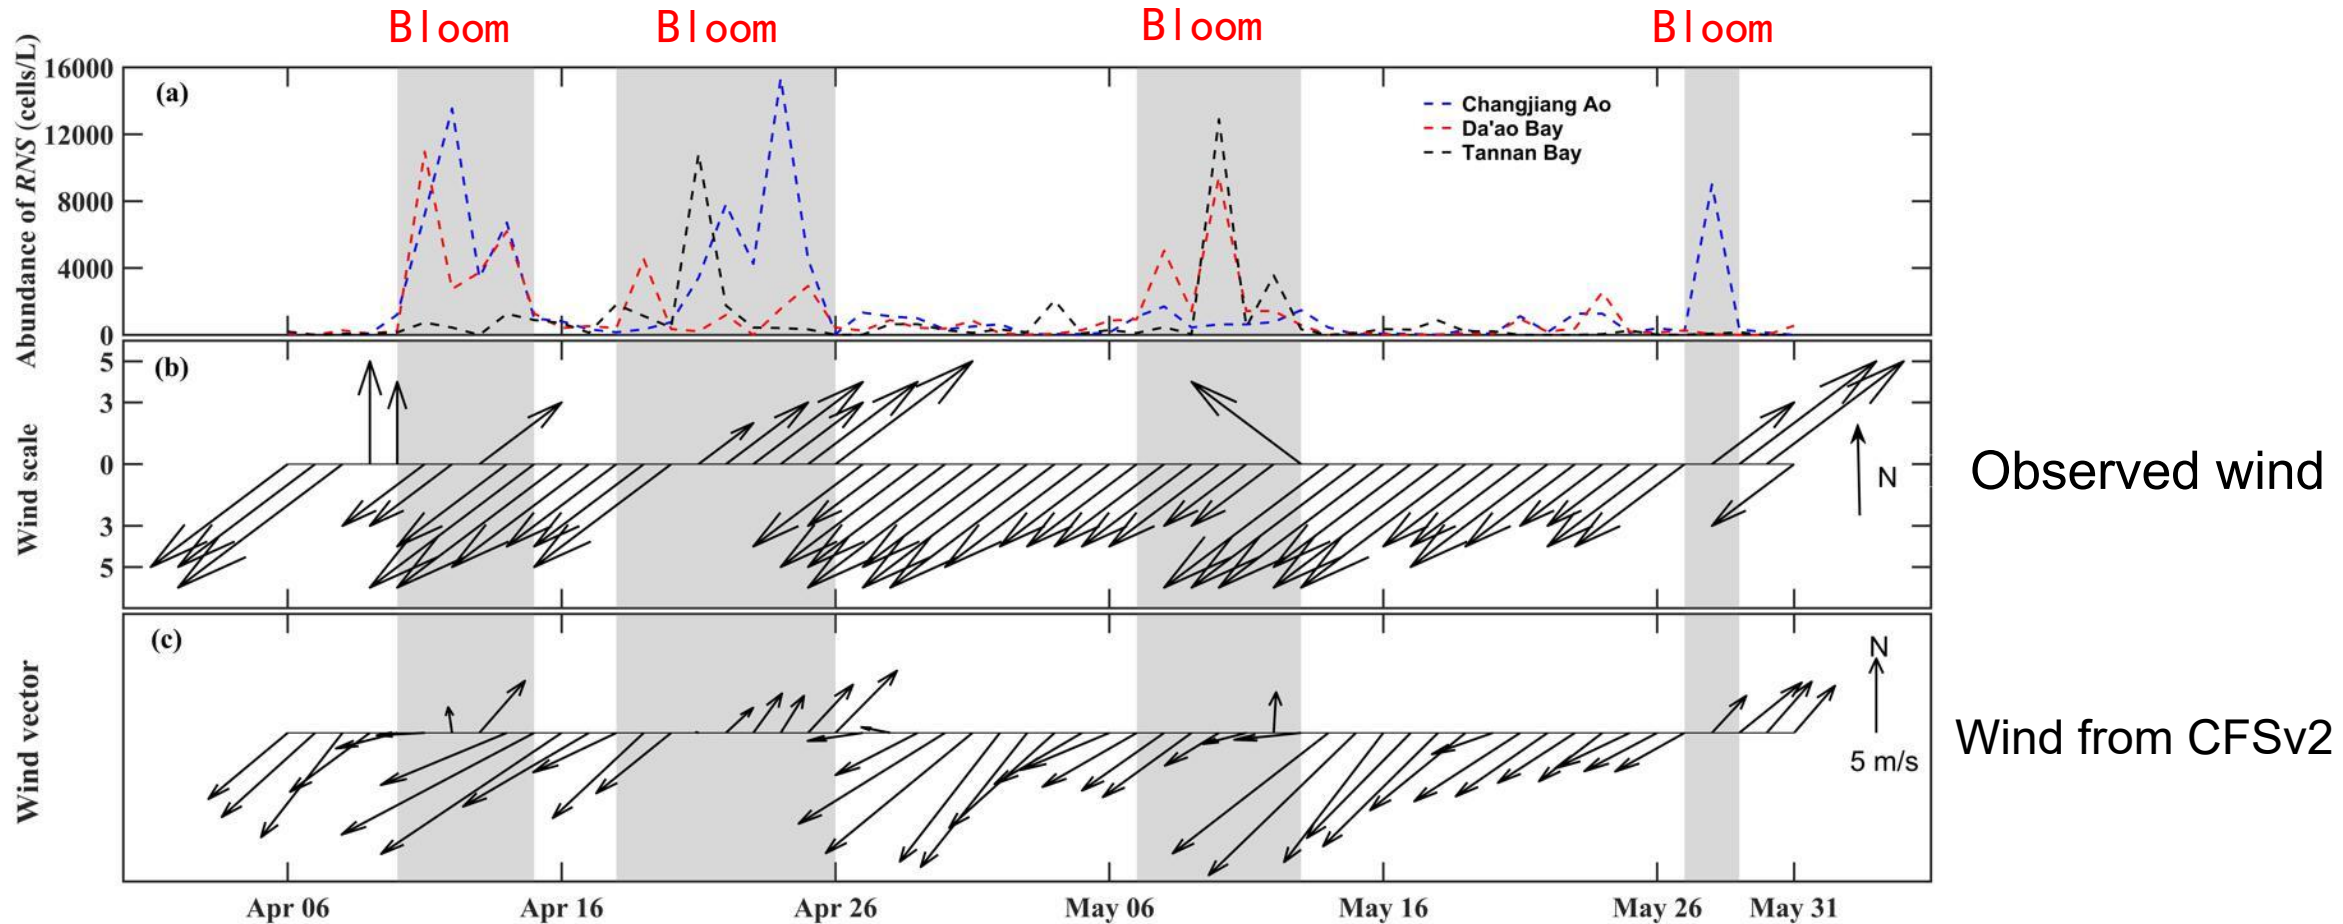 Bloom Bloom Bloom Bloom
Abundance of RNS (cells/L)
16000
12000
8000
4000
0
(a)
Changjiang Ao
Da'ao Bay
Tannan Bay
Wind scale
5
3
0
3
5
(b)
N
Observed wind
Wind vector
(c)
N
5 m/s
Wind from CFSv2
Apr 06 Apr 16 Apr 26 May 06 May 16 May 26 May 31